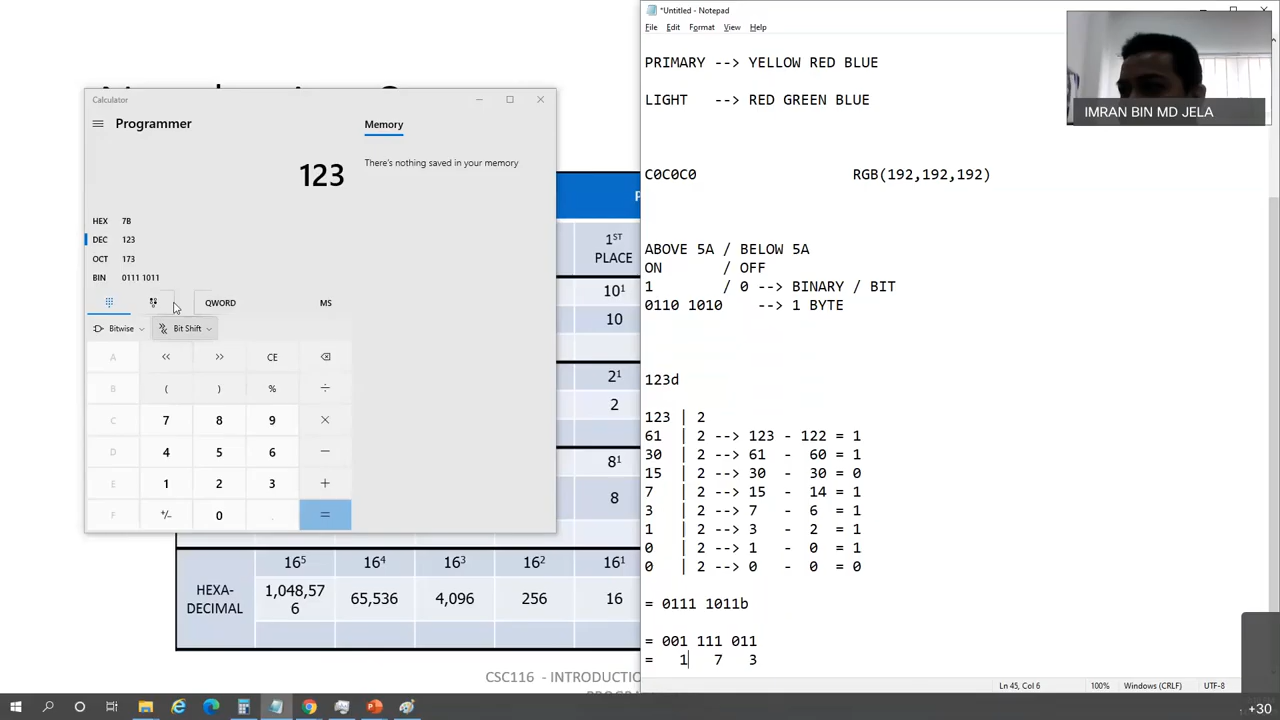 *Untitled - Notepad
File Edit Format View Help
PRIMARY --> YELLOW RED BLUE
LIGHT --> RED GREEN BLUE
C0C0C0 RGB(192,192,192)
ABOVE 5A / BELOW 5A
ON / OFF
1 / 0 --> BINARY / BIT
0110 1010 --> 1 BYTE
123d
123 | 2
61 | 2 --> 123 - 122 = 1
30 | 2 --> 61 - 60 = 1
15 | 2 --> 30 - 30 = 0
7 | 2 --> 15 - 14 = 1
3 | 2 --> 7 - 6 = 1
1 | 2 --> 3 - 2 = 1
0 | 2 --> 1 - 0 = 1
0 | 2 --> 0 - 0 = 0
= 0111 1011b
= 001 111 011
= 1 7 3
Ln 45, Col 6 100% Windows (CRLF) UTF-8
IMRAN BIN MD JELA
Calculator
Programmer
Memory
There's nothing saved in your memory
123
HEX 7B
DEC 123
OCT 173
BIN 0111 1011
QWORD MS
Bitwise Bit Shift
A << >> CE
B ( ) % ÷
C 7 8 9 ×
D 4 5 6 −
E 1 2 3 +
F +/- 0 . =
1ST
PLACE
10¹
10
2¹
2
8¹
8
HEXA-
DECIMAL
16⁵ 16⁴ 16³ 16² 16¹
1,048,57
6
65,536 4,096 256 16
CSC116 - INTRODUCTION
+30